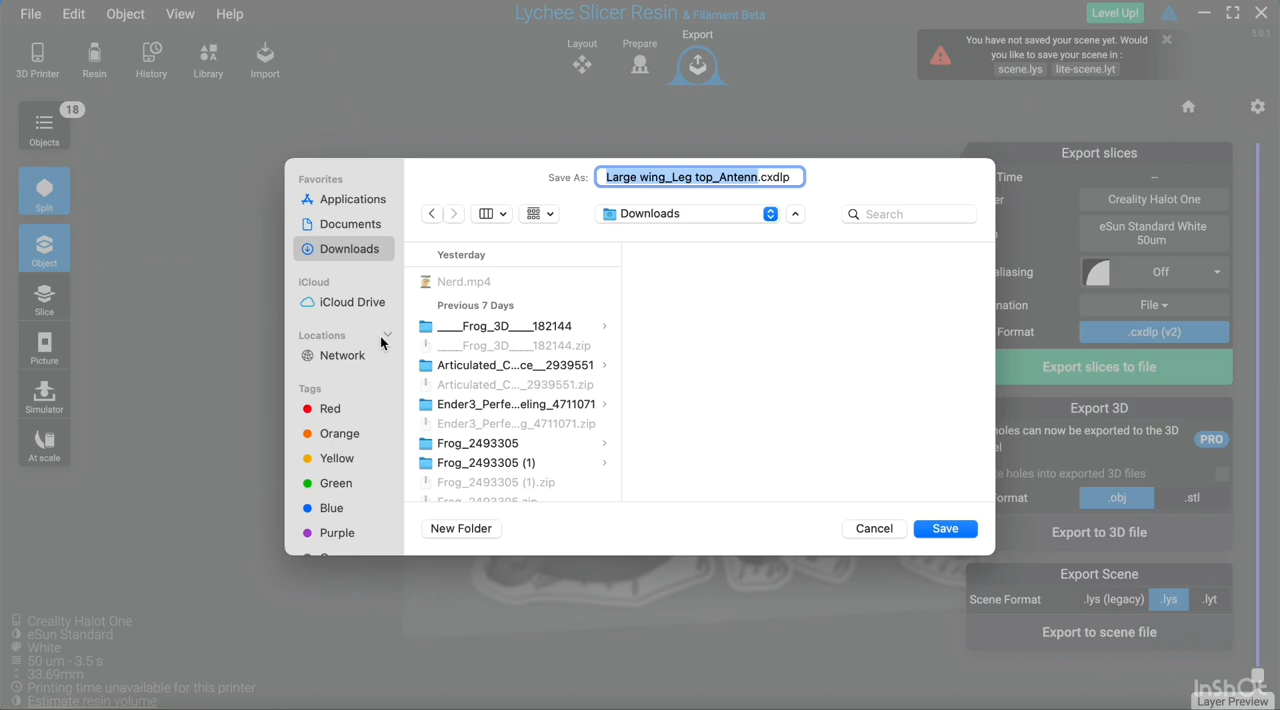 File Edit Object View Help
Lychee Slicer Resin & Filament Beta
Level Up!
5.0.1
3D Printer
Resin
History
Library
Import
Layout
Prepare
Export
You have not saved your scene yet. Would
you like to save your scene in :
scene.lys lite-scene.lyt
18
Objects
Split
Object
Slice
Picture
Simulator
At scale
Favorites
Applications
Documents
Downloads
iCloud
iCloud Drive
Locations
Network
Tags
Red
Orange
Yellow
Green
Blue
Purple
Save As: Large wing_Leg top_Antenn.cxdlp
Downloads
Search
Yesterday
Nerd.mp4
Previous 7 Days
____Frog_3D____182144
____Frog_3D____182144.zip
Articulated_C...ce__2939551
Articulated_C..._2939551.zip
Ender3_Perfe...eling_4711071
Ender3_Perfe...g_4711071.zip
Frog_2493305
Frog_2493305 (1)
Frog_2493305 (1).zip
Frog_2493305.zip
New Folder
Cancel
Save
Export slices
Time --
Creality Halot One
eSun Standard White
50um
aliasing Off
File
Format .cxdlp (v2)
Export slices to file
Export 3D
holes can now be exported to the 3D
PRO
holes into exported 3D files
Format .obj .stl
Export to 3D file
Export Scene
Scene Format .lys (legacy) .lys .lyt
Export to scene file
Creality Halot One
eSun Standard
White
50 um - 3.5 s
33.69mm
Printing time unavailable for this printer
Estimate resin volume
InShOt
Layer Preview